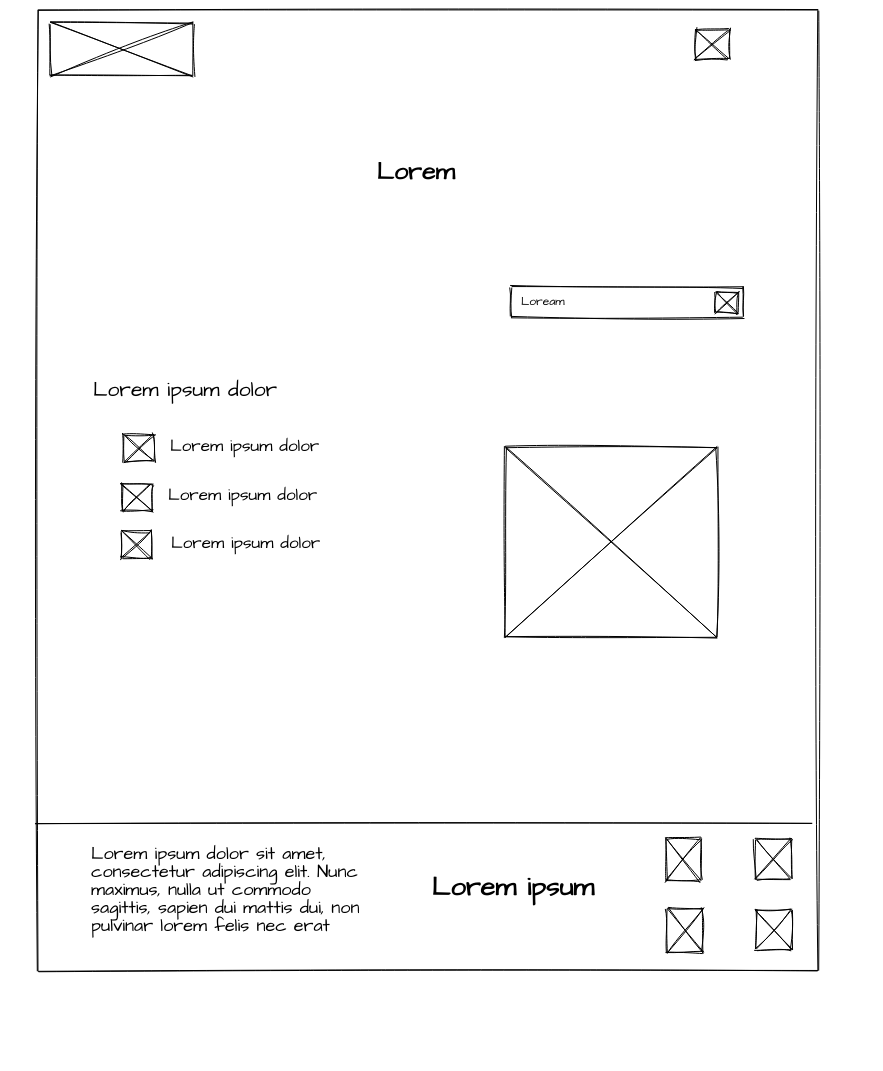 Lorem
Loream
Lorem ipsum dolor
Lorem ipsum dolor
Lorem ipsum dolor
Lorem ipsum dolor
Lorem ipsum dolor sit amet,
consectetur adipiscing elit. Nunc
maximus, nulla ut commodo
sagittis, sapien dui mattis dui, non
pulvinar lorem felis nec erat
Lorem ipsum